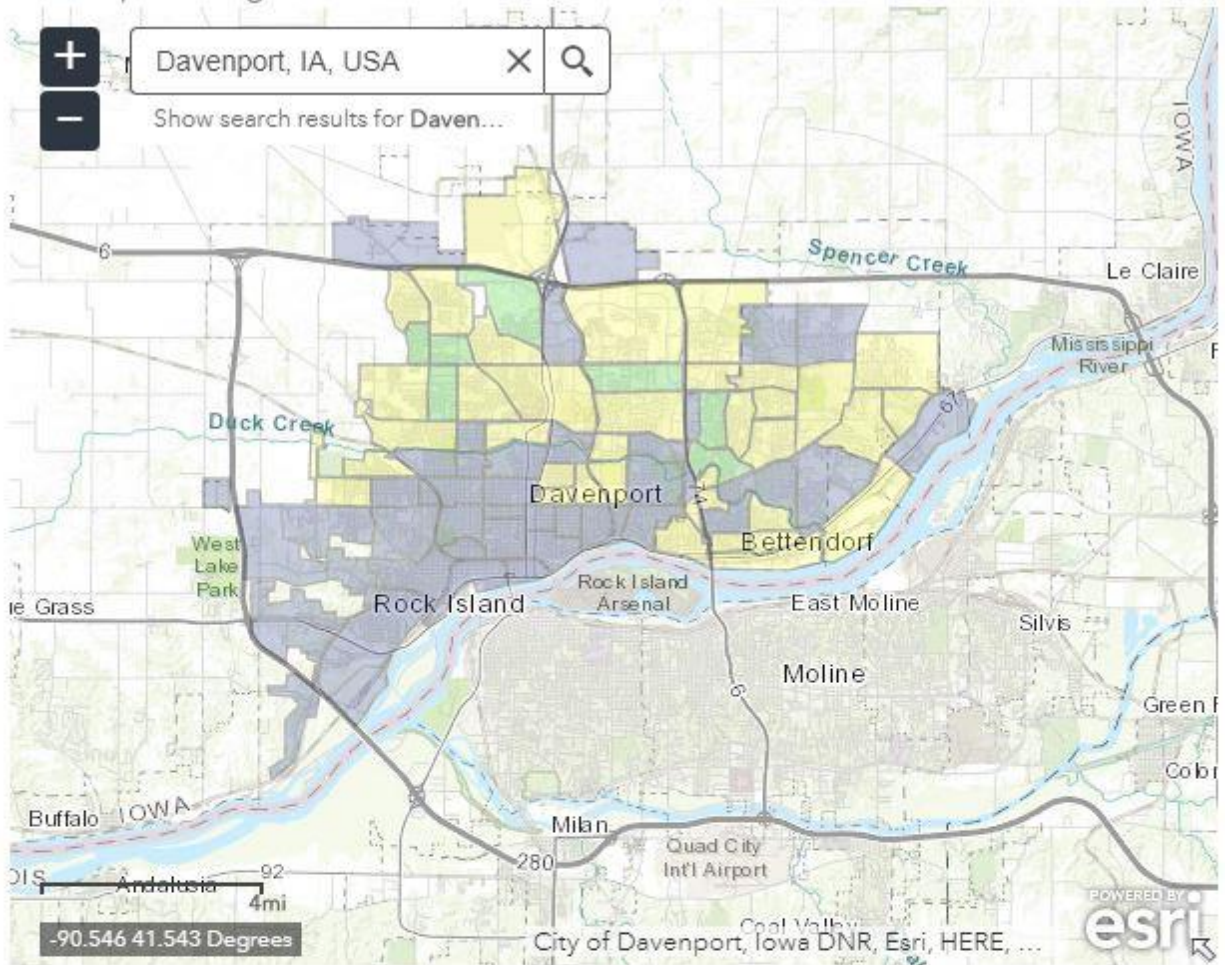 +
Davenport, IA, USA
Show search results for Daven...
−
IOWA
6
Spencer Creek
Le Claire
Mississippi
River
67
Duck Creek
Davenport
74
West
Lake
Park
Bettendorf
Rock Island
Arsenal
ue Grass
Rock Island
East Moline
Silvis
Moline
6
Green
Color
Buffalo
IOWA
Milan
Quad City
Int'l Airport
280
OIS
Andalusia
92
4mi
Coal Valley
-90.546 41.543 Degrees
City of Davenport, Iowa DNR, Esri, HERE, ...
POWERED BY
esri